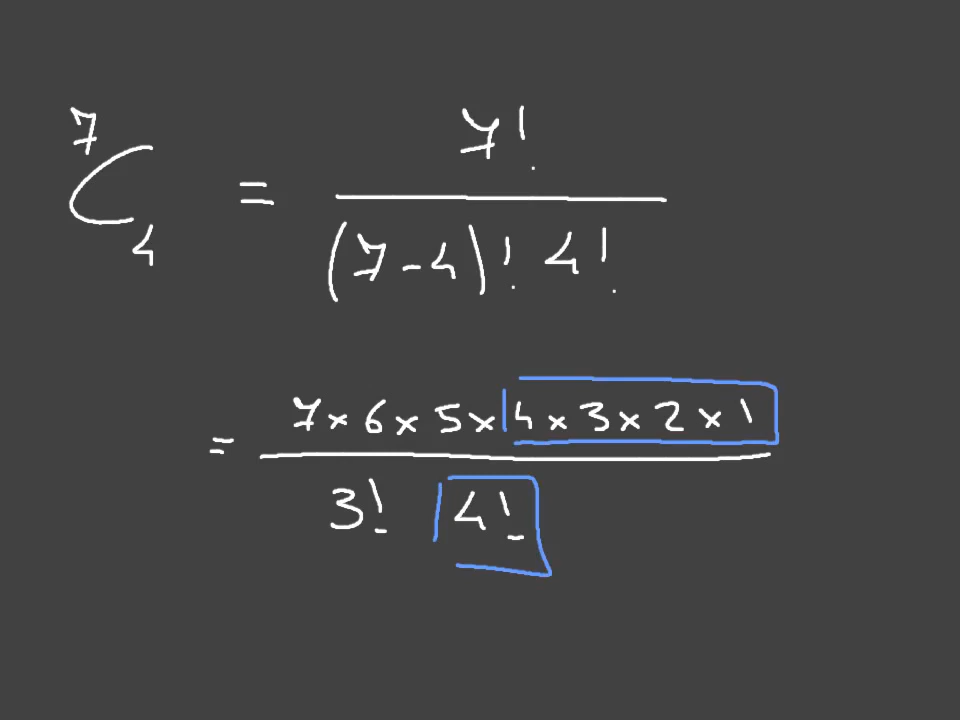 ⁷C₄ = 7! / (7-4)! 4!
= 7×6×5×4×3×2×1 / 3! 4!